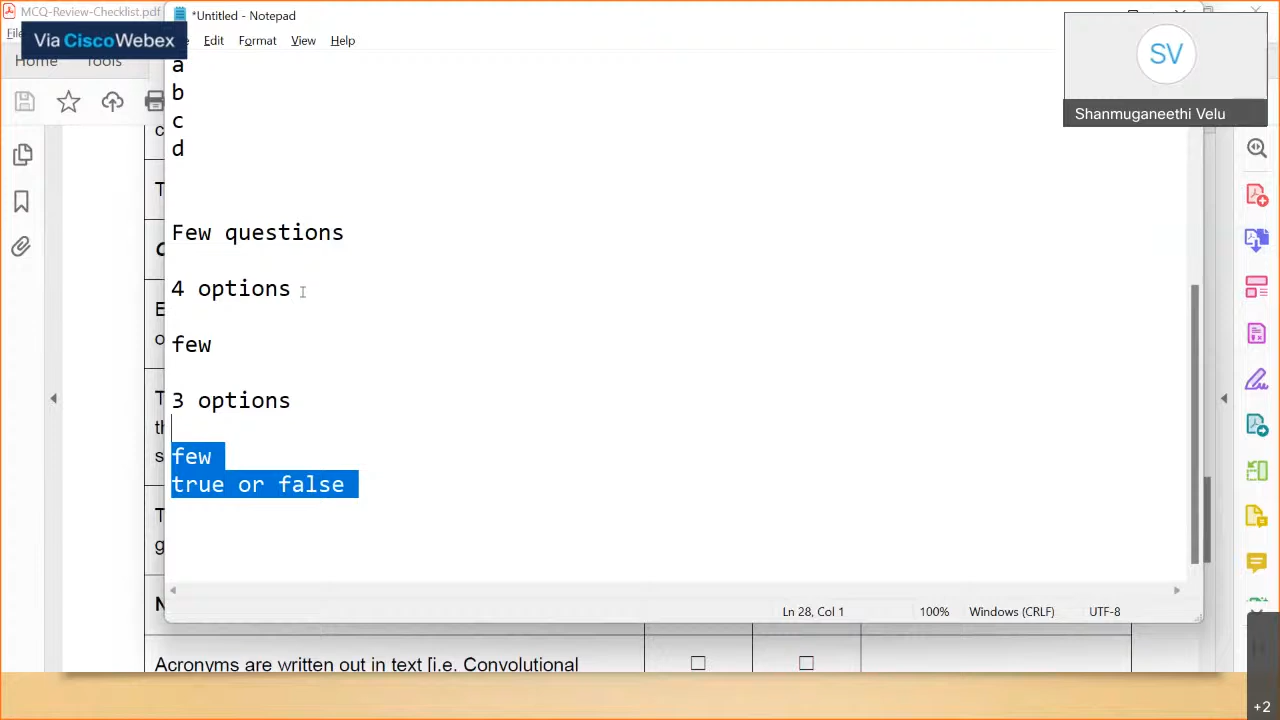 MCQ-Review-Checklist.pdf
*Untitled - Notepad
Via Cisco Webex
Edit Format View Help
Home Tools
SV
Shanmuganeethi Velu
a
b
c
d
Few questions
4 options
few
3 options
few
true or false
Ln 28, Col 1 100% Windows (CRLF) UTF-8
Acronyms are written out in text [i.e. Convolutional
+2